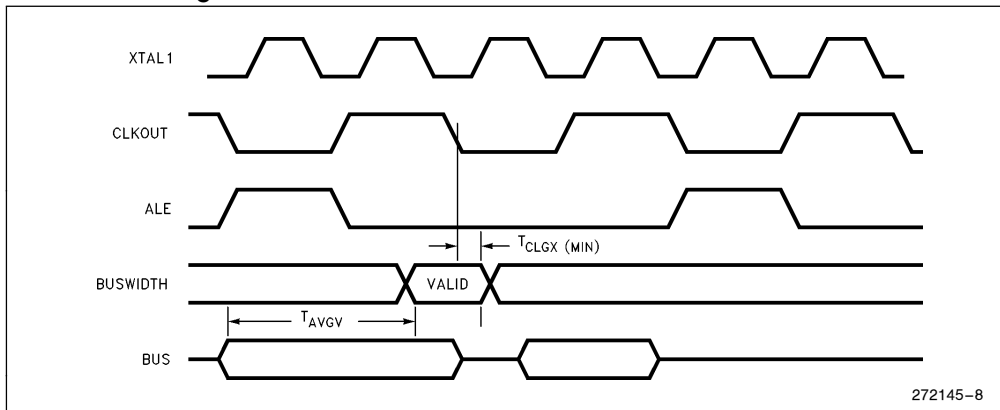 XTAL1
CLKOUT
ALE
TCLGX (MIN)
BUSWIDTH
VALID
TAVGV
BUS
272145-8